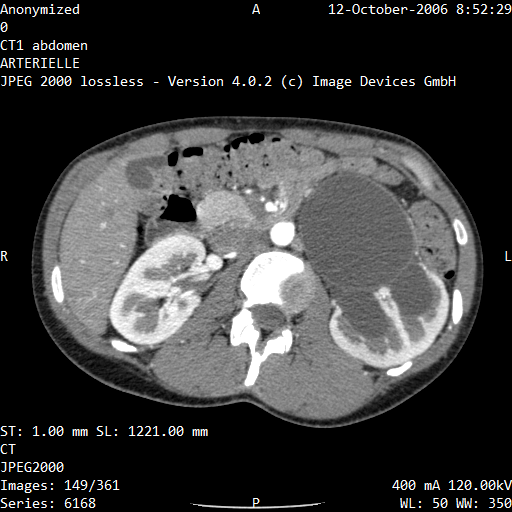 Anonymized A 12-October-2006 8:52:29
0
CT1 abdomen
ARTERIELLE
JPEG 2000 lossless - Version 4.0.2 (c) Image Devices GmbH
R L
ST: 1.00 mm SL: 1221.00 mm
CT
JPEG2000
Images: 149/361 400 mA 120.00kV
Series: 6168 P WL: 50 WW: 350